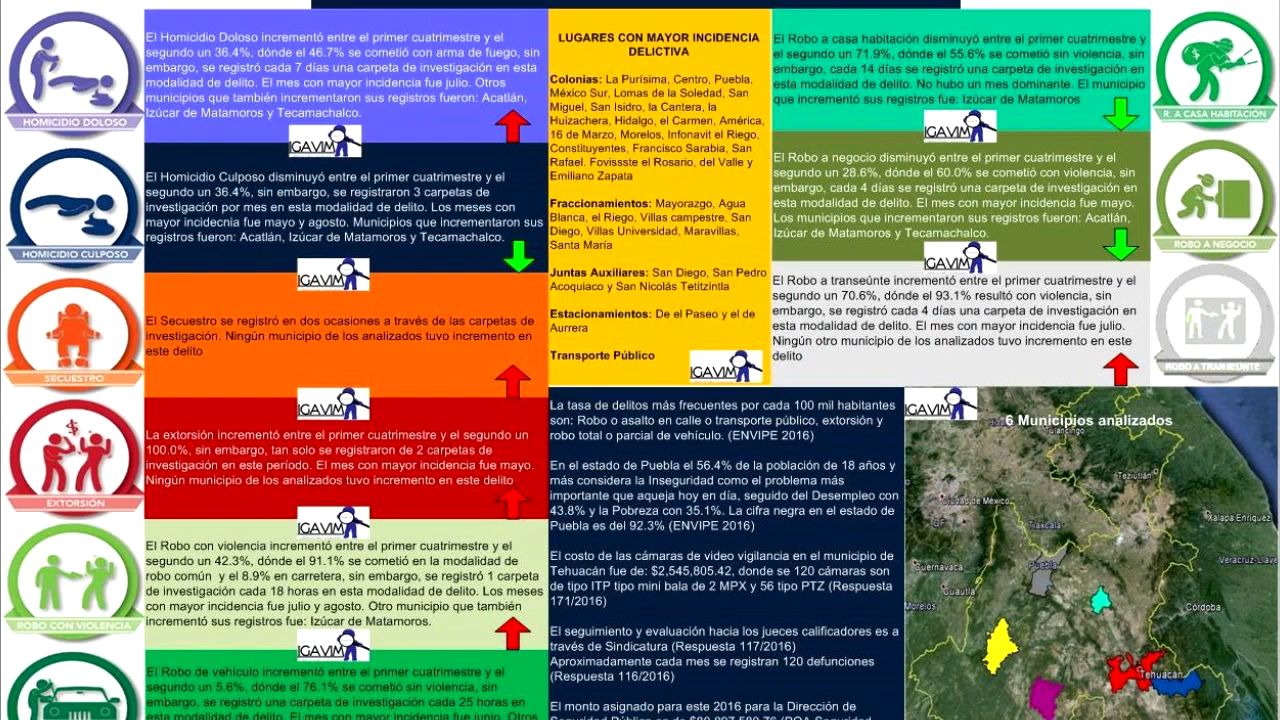 El Homicidio Doloso incrementó entre el primer cuatrimestre y el
segundo un 36.4%, dónde el 46.7% se cometió con arma de fuego, sin
embargo, se registró cada 7 días una carpeta de investigación en esta
modalidad de delito. El mes con mayor incidencia fue julio. Otros
municipios que también incrementaron sus registros fueron: Acatlán,
Izúcar de Matamoros y Tecamachalco.
HOMICIDIO DOLOSO
IGAVIM
El Homicidio Culposo disminuyó entre el primer cuatrimestre y el
segundo un 36.4%, sin embargo, se registraron 3 carpetas de
investigación por mes en esta modalidad de delito. Los meses con
mayor incidecnia fue mayo y agosto. Municipios que incrementaron sus
registros fueron: Acatlán, Izúcar de Matamoros y Tecamachalco.
HOMICIDIO CULPOSO
IGAVIM
El Secuestro se registró en dos ocasiones a través de las carpetas de
investigación. Ningún municipio de los analizados tuvo incremento en
este delito
SECUESTRO
IGAVIM
La extorsión incrementó entre el primer cuatrimestre y el segundo un
100.0%, sin embargo, tan solo se registraron de 2 carpetas de
investigación en este período. El mes con mayor incidencia fue mayo.
Ningún municipio de los analizados tuvo incremento en este delito
EXTORSIÓN
IGAVIM
El Robo con violencia incrementó entre el primer cuatrimestre y el
segundo un 42.3%, dónde el 91.1% se cometió en la modalidad de
robo común y el 8.9% en carretera, sin embargo, se registró 1 carpeta
de investigación cada 18 horas en esta modalidad de delito. Los meses
con mayor incidencia fue julio y agosto. Otro municipio que también
incrementó sus registros fue: Izúcar de Matamoros.
ROBO CON VIOLENCIA
IGAVIM
El Robo de vehículo incrementó entre el primer cuatrimestre y el
segundo un 5.6%, dónde el 76.1% se cometió sin violencia, sin
embargo, se registró una carpeta de investigación cada 25 horas en
esta modalidad de delito. El mes con mayor incidencia fue junio. Otros
LUGARES CON MAYOR INCIDENCIA
DELICTIVA
Colonias: La Purísima, Centro, Puebla,
México Sur, Lomas de la Soledad, San
Miguel, San Isidro, la Cantera, la
Huizachera, Hidalgo, el Carmen, América,
16 de Marzo, Morelos, Infonavit el Riego,
Constituyentes, Francisco Sarabia, San
Rafael. Fovissste el Rosario, del Valle y
Emiliano Zapata
Fraccionamientos: Mayorazgo, Agua
Blanca, el Riego, Villas campestre, San
Diego, Villas Universidad, Maravillas,
Santa María
Juntas Auxiliares: San Diego, San Pedro
Acoquiaco y San Nicolás Tetitzintla
Estacionamientos: De el Paseo y el de
Aurrera
Transporte Público
IGAVIM
El Robo a casa habitación disminuyó entre el primer cuatrimestre y
el segundo un 71.9%, dónde el 55.6% se cometió sin violencia, sin
embargo, cada 14 días se registró una carpeta de investigación en
esta modalidad de delito. No hubo un mes dominante. El municipio
que incrementó sus registros fue: Izúcar de Matamoros
R. A CASA HABITACIÓN
IGAVIM
El Robo a negocio disminuyó entre el primer cuatrimestre y el
segundo un 28.6%, dónde el 60.0% se cometió con violencia, sin
embargo, cada 4 días se registró una carpeta de investigación en
esta modalidad de delito. El mes con mayor incidencia fue mayo.
Los municipios que incrementaron sus registros fueron: Acatlán,
Izúcar de Matamoros y Tecamachalco.
ROBO A NEGOCIO
IGAVIM
El Robo a transeúnte incrementó entre el primer cuatrimestre y el
segundo un 70.6%, dónde el 93.1% resultó con violencia, sin
embargo, se registró cada 4 días una carpeta de investigación en
esta modalidad de delito. El mes con mayor incidencia fue julio.
Ningún otro municipio de los analizados tuvo incremento en este
delito
ROBO A TRANSEÚNTE
La tasa de delitos más frecuentes por cada 100 mil habitantes
son: Robo o asalto en calle o transporte público, extorsión y
robo total o parcial de vehículo. (ENVIPE 2016)
En el estado de Puebla el 56.4% de la población de 18 años y
más considera la Inseguridad como el problema más
importante que aqueja hoy en día, seguido del Desempleo con
43.8% y la Pobreza con 35.1%. La cifra negra en el estado de
Puebla es del 92.3% (ENVIPE 2016)
El costo de las cámaras de video vigilancia en el municipio de
Tehuacán fue de: $2,545,805.42, donde se 120 cámaras son
de tipo ITP tipo mini bala de 2 MPX y 56 tipo PTZ (Respuesta
171/2016)
El seguimiento y evaluación hacia los jueces calificadores es a
través de Sindicatura (Respuesta 117/2016)
Aproximadamente cada mes se registran 120 defunciones
(Respuesta 116/2016)
El monto asignado para este 2016 para la Dirección de
IGAVIM
6 Municipios analizados
Tulancingo
Teziutlán
Ciudad de México
DF
Xalapa Enríquez
Tlaxcala
Veracruz-Llave
Cuernavaca
Puebla
Cuautla
Morelos
Córdoba
Tehuacán